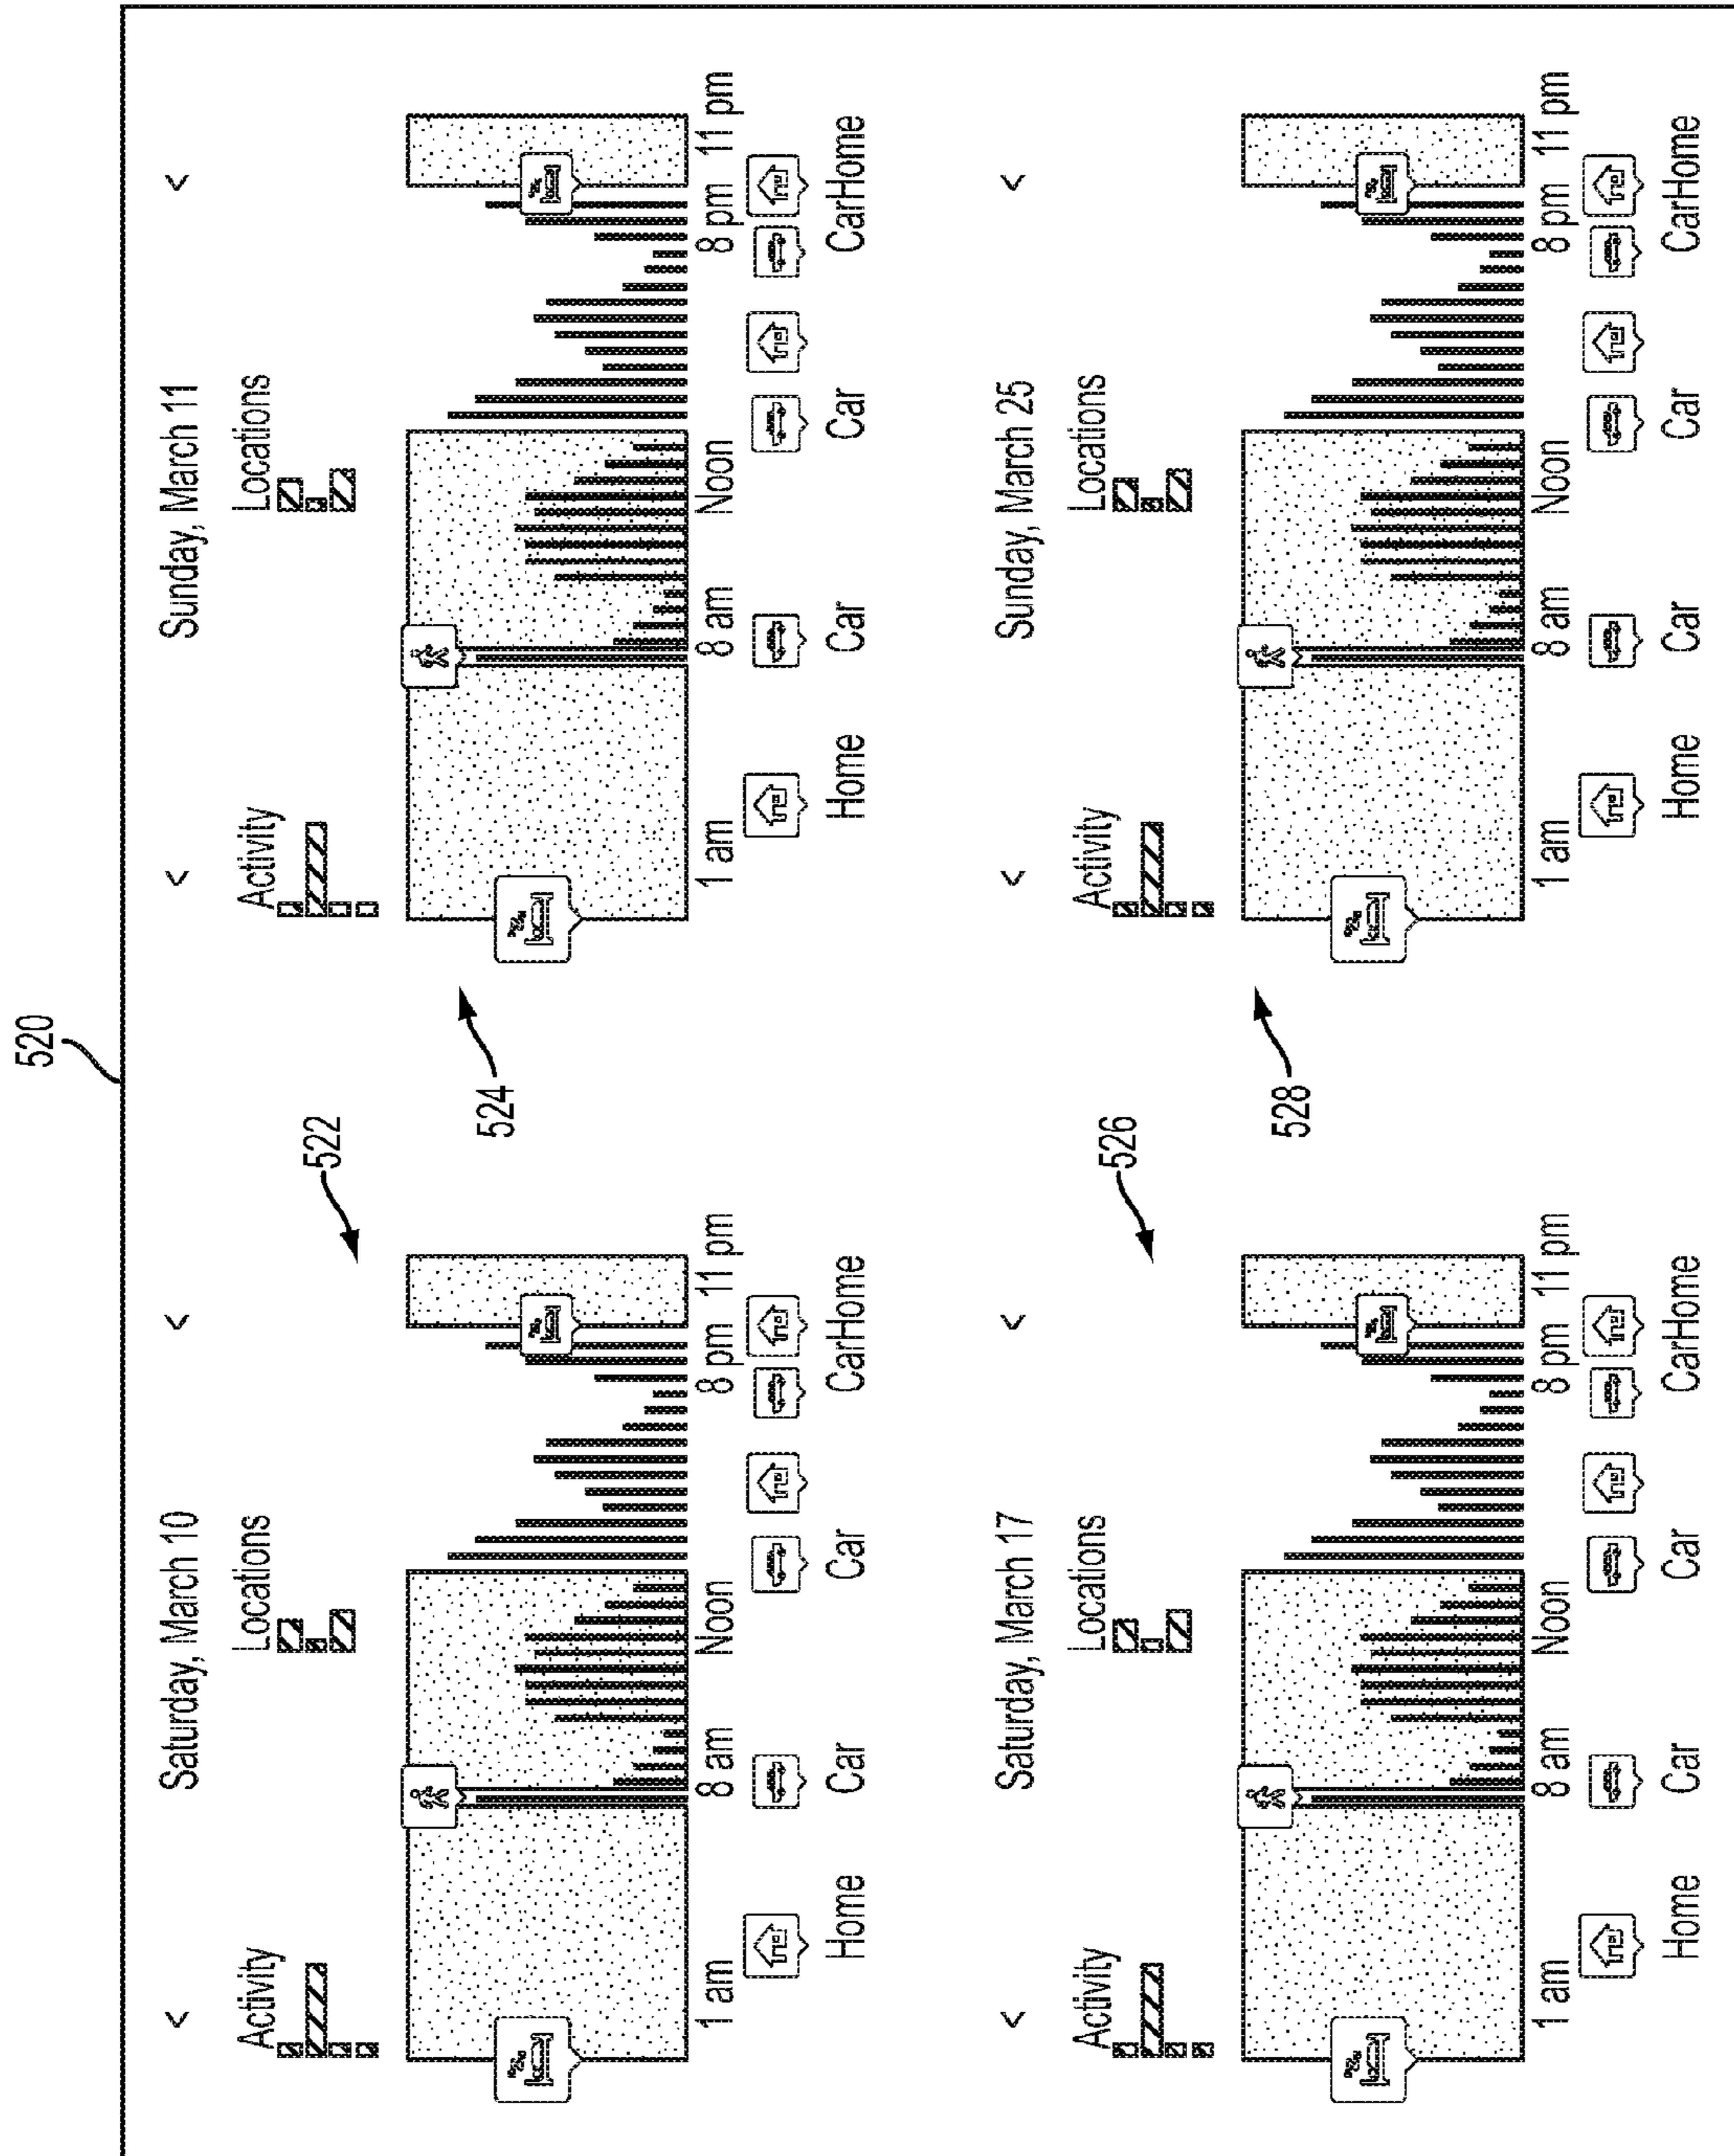 520
Saturday, March 10
Activity
Locations
522
1 am
8 am
Noon
8 pm
11 pm
Home
Car
Car
CarHome
Sunday, March 11
Activity
Locations
524
1 am
8 am
Noon
8 pm
11 pm
Home
Car
Car
CarHome
Saturday, March 17
Activity
Locations
526
1 am
8 am
Noon
8 pm
11 pm
Home
Car
Car
CarHome
Sunday, March 25
Activity
Locations
528
1 am
8 am
Noon
8 pm
11 pm
Home
Car
Car
CarHome